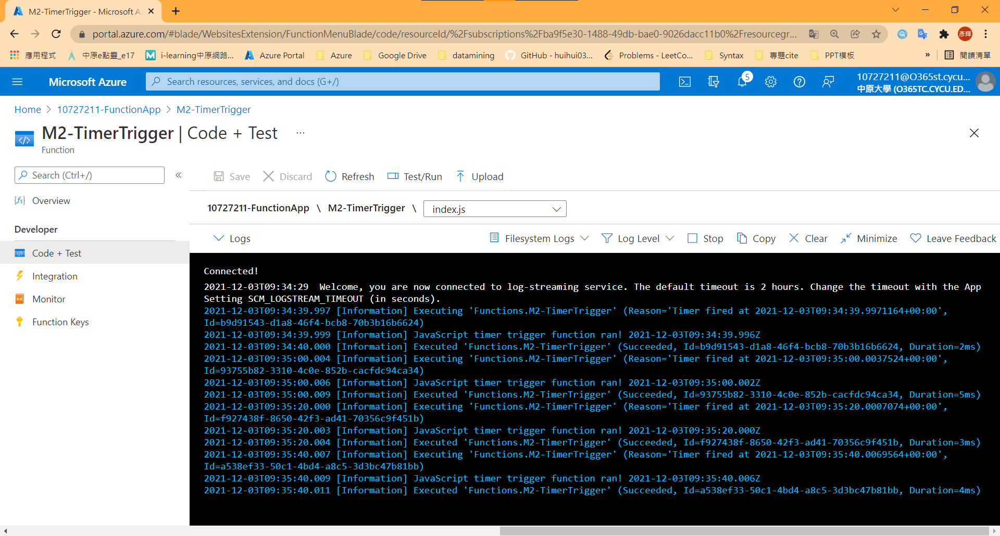 M2-TimerTrigger - Microsoft A
portal.azure.com/#blade/WebsitesExtension/FunctionMenuBlade/code/resourceId/%2Fsubscriptions%2Fba9f5e30-1488-49db-bae0-9026dacc11b0%2Fresourcegr...
彥輝
應用程式 中原e點靈_e17 i-learning中原網路... Azure Portal Azure Google Drive datamining GitHub - huihui03... Problems - LeetCo... Syntax 專題cite PPT模板 » 閱讀清單
Microsoft Azure
Search resources, services, and docs (G+/)
5
10727211@O365st.cycu...
中原大學 (O365TC.CYCU.ED...
Home > 10727211-FunctionApp > M2-TimerTrigger
M2-TimerTrigger | Code + Test ...
Function
Search (Ctrl+/) «
Save Discard Refresh Test/Run Upload
Overview
10727211-FunctionApp \ M2-TimerTrigger \ index.js
Developer
Logs Filesystem Logs Log Level Stop Copy Clear Minimize Leave Feedback
Code + Test
Integration
Monitor
Function Keys
Connected!
2021-12-03T09:34:29  Welcome, you are now connected to log-streaming service. The default timeout is 2 hours. Change the timeout with the App
Setting SCM_LOGSTREAM_TIMEOUT (in seconds).
2021-12-03T09:34:39.997 [Information] Executing 'Functions.M2-TimerTrigger' (Reason='Timer fired at 2021-12-03T09:34:39.9971164+00:00',
Id=b9d91543-d1a8-46f4-bcb8-70b3b16b6624)
2021-12-03T09:34:39.999 [Information] JavaScript timer trigger function ran! 2021-12-03T09:34:39.996Z
2021-12-03T09:34:40.000 [Information] Executed 'Functions.M2-TimerTrigger' (Succeeded, Id=b9d91543-d1a8-46f4-bcb8-70b3b16b6624, Duration=2ms)
2021-12-03T09:35:00.004 [Information] Executing 'Functions.M2-TimerTrigger' (Reason='Timer fired at 2021-12-03T09:35:00.0037524+00:00',
Id=93755b82-3310-4c0e-852b-cacfdc94ca34)
2021-12-03T09:35:00.006 [Information] JavaScript timer trigger function ran! 2021-12-03T09:35:00.002Z
2021-12-03T09:35:00.009 [Information] Executed 'Functions.M2-TimerTrigger' (Succeeded, Id=93755b82-3310-4c0e-852b-cacfdc94ca34, Duration=5ms)
2021-12-03T09:35:20.000 [Information] Executing 'Functions.M2-TimerTrigger' (Reason='Timer fired at 2021-12-03T09:35:20.0007074+00:00',
Id=f927438f-8650-42f3-ad41-70356c9f451b)
2021-12-03T09:35:20.003 [Information] JavaScript timer trigger function ran! 2021-12-03T09:35:20.000Z
2021-12-03T09:35:20.004 [Information] Executed 'Functions.M2-TimerTrigger' (Succeeded, Id=f927438f-8650-42f3-ad41-70356c9f451b, Duration=3ms)
2021-12-03T09:35:40.007 [Information] Executing 'Functions.M2-TimerTrigger' (Reason='Timer fired at 2021-12-03T09:35:40.0069564+00:00',
Id=a538ef33-50c1-4bd4-a8c5-3d3bc47b81bb)
2021-12-03T09:35:40.009 [Information] JavaScript timer trigger function ran! 2021-12-03T09:35:40.006Z
2021-12-03T09:35:40.011 [Information] Executed 'Functions.M2-TimerTrigger' (Succeeded, Id=a538ef33-50c1-4bd4-a8c5-3d3bc47b81bb, Duration=4ms)